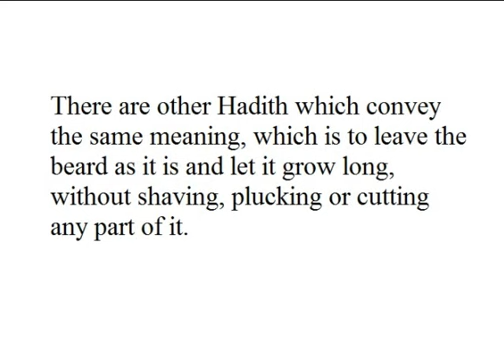 There are other Hadith which convey
the same meaning, which is to leave the
beard as it is and let it grow long,
without shaving, plucking or cutting
any part of it.